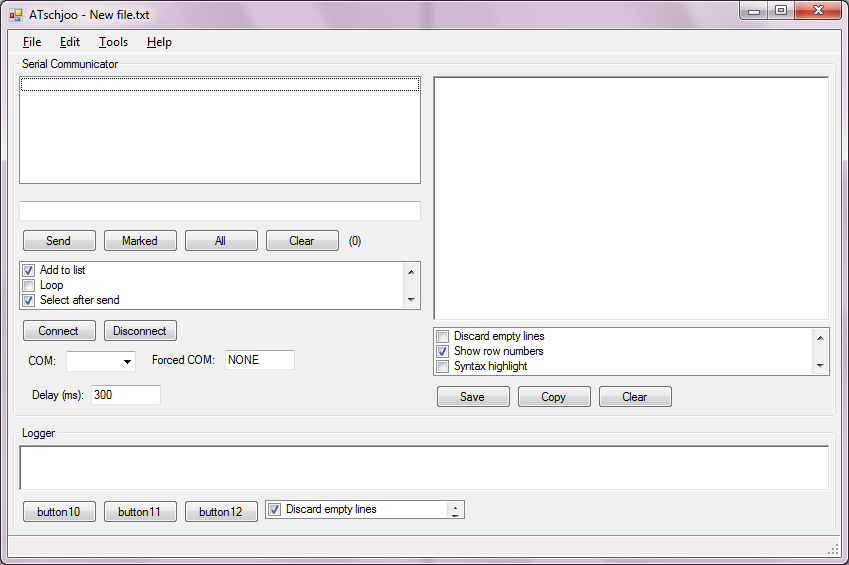 ATschjoo - New file.txt
File Edit Tools Help
Serial Communicator
Send Marked All Clear (0)
Add to list
Loop
Select after send
Connect Disconnect
COM: Forced COM: NONE
Delay (ms): 300
Discard empty lines
Show row numbers
Syntax highlight
Save Copy Clear
Logger
button10 button11 button12 Discard empty lines